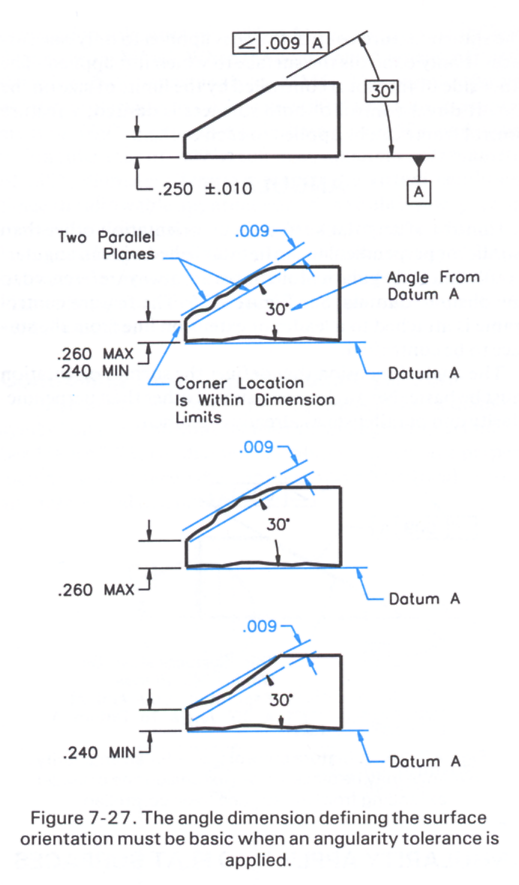 ∠ .009 A
30°
.250 ±.010
A
Two Parallel
Planes
.009
Angle From
Datum A
30°
.260 MAX
.240 MIN
Datum A
Corner Location
Is Within Dimension
Limits
.009
30°
.260 MAX
Datum A
.009
30°
.240 MIN
Datum A
Figure 7-27. The angle dimension defining the surface
orientation must be basic when an angularity tolerance is
applied.